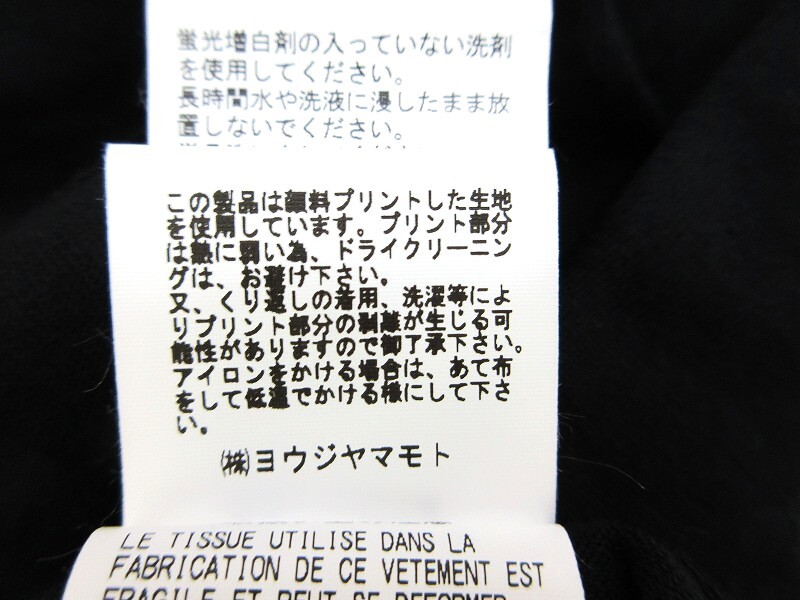 蛍光増白剤の入っていない洗剤
を使用してください。
長時間水や洗液に浸したまま放
置しないでください。
この製品は顔料プリントした生地
を使用しています。プリント部分
は熱に弱い為、ドライクリーニン
グは、お避け下さい。
又、くり返しの着用、洗濯等によ
りプリント部分の剥離が生じる可
能性がありますので御了承下さい。
アイロンをかける場合は、あて布
をして低温でかける様にして下さ
い。
㈱ヨウジヤマモト
LE TISSUE UTILISE DANS LA
FABRICATION DE CE VETEMENT EST
FRAGILE ET PEUT SE DEFORMER